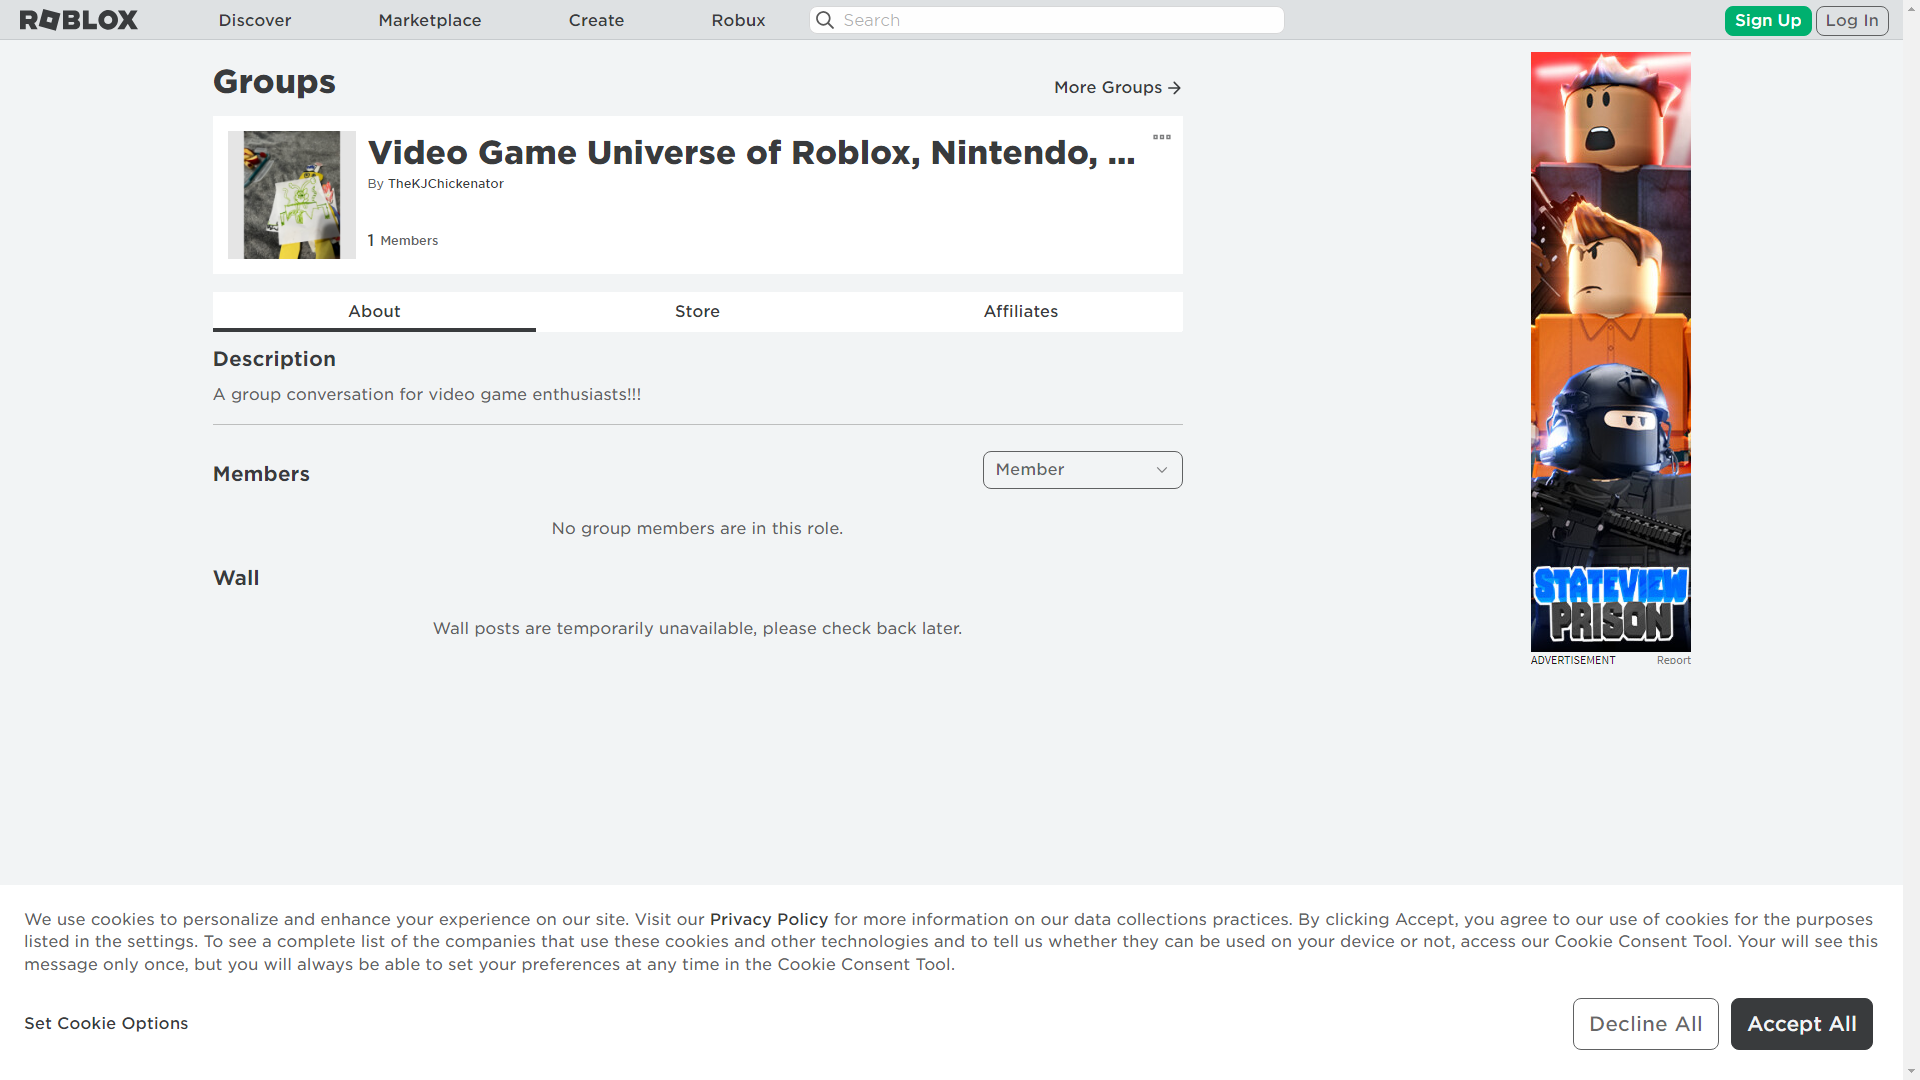 ROBLOX Discover Marketplace Create Robux Search Sign Up Log In
Groups
More Groups
Video Game Universe of Roblox, Nintendo, ...
By TheKJChickenator
1 Members
About Store Affiliates
Description
A group conversation for video game enthusiasts!!!
Members
Member
No group members are in this role.
Wall
Wall posts are temporarily unavailable, please check back later.
STATEVIEW
PRISON
ADVERTISEMENT Report
We use cookies to personalize and enhance your experience on our site. Visit our Privacy Policy for more information on our data collections practices. By clicking Accept, you agree to our use of cookies for the purposes
listed in the settings. To see a complete list of the companies that use these cookies and other technologies and to tell us whether they can be used on your device or not, access our Cookie Consent Tool. Your will see this
message only once, but you will always be able to set your preferences at any time in the Cookie Consent Tool.
Set Cookie Options
Decline All
Accept All